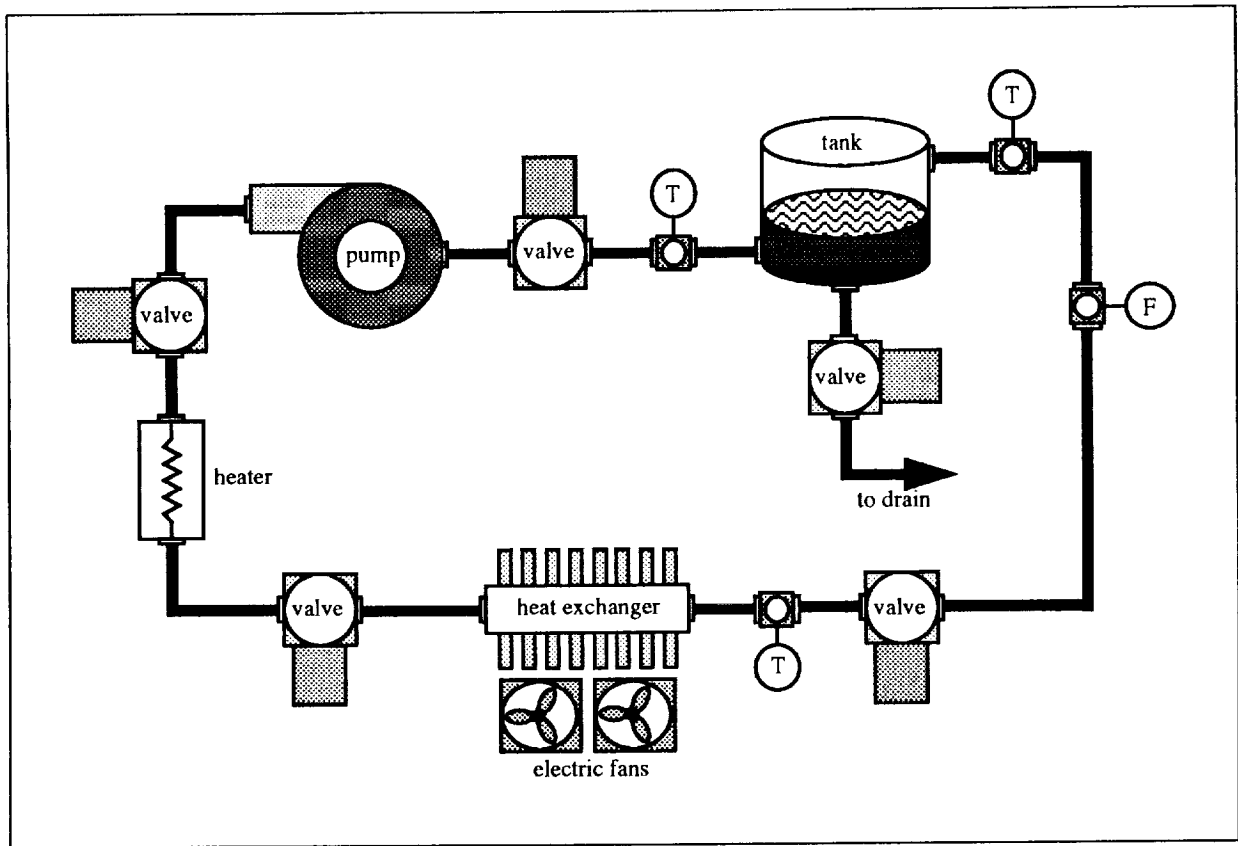 T
tank
T
pump
valve
F
valve
valve
heater
to drain
valve
heat exchanger
valve
T
electric fans